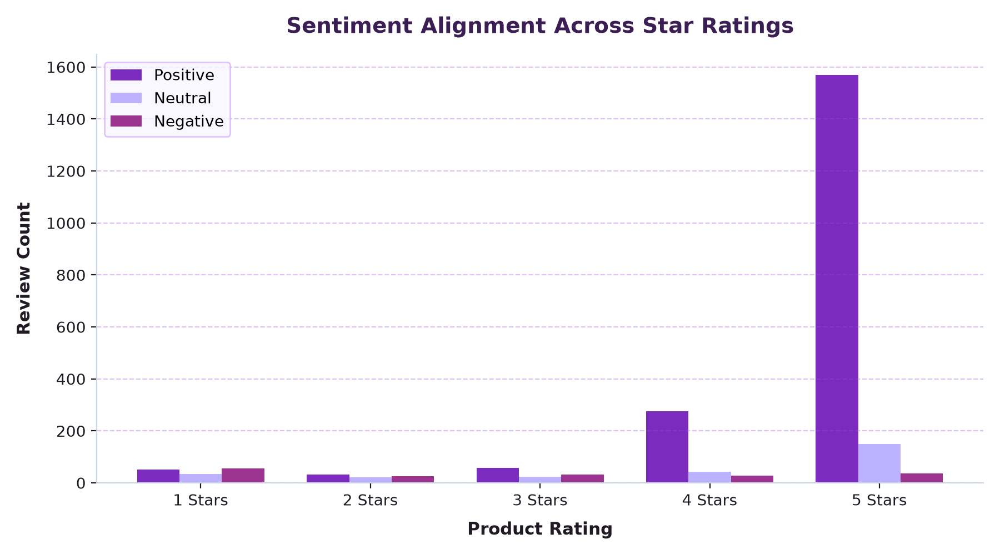 Sentiment Alignment Across Star Ratings
Positive
Neutral
Negative
Review Count
1600
1400
1200
1000
800
600
400
200
0
1 Stars
2 Stars
3 Stars
4 Stars
5 Stars
Product Rating